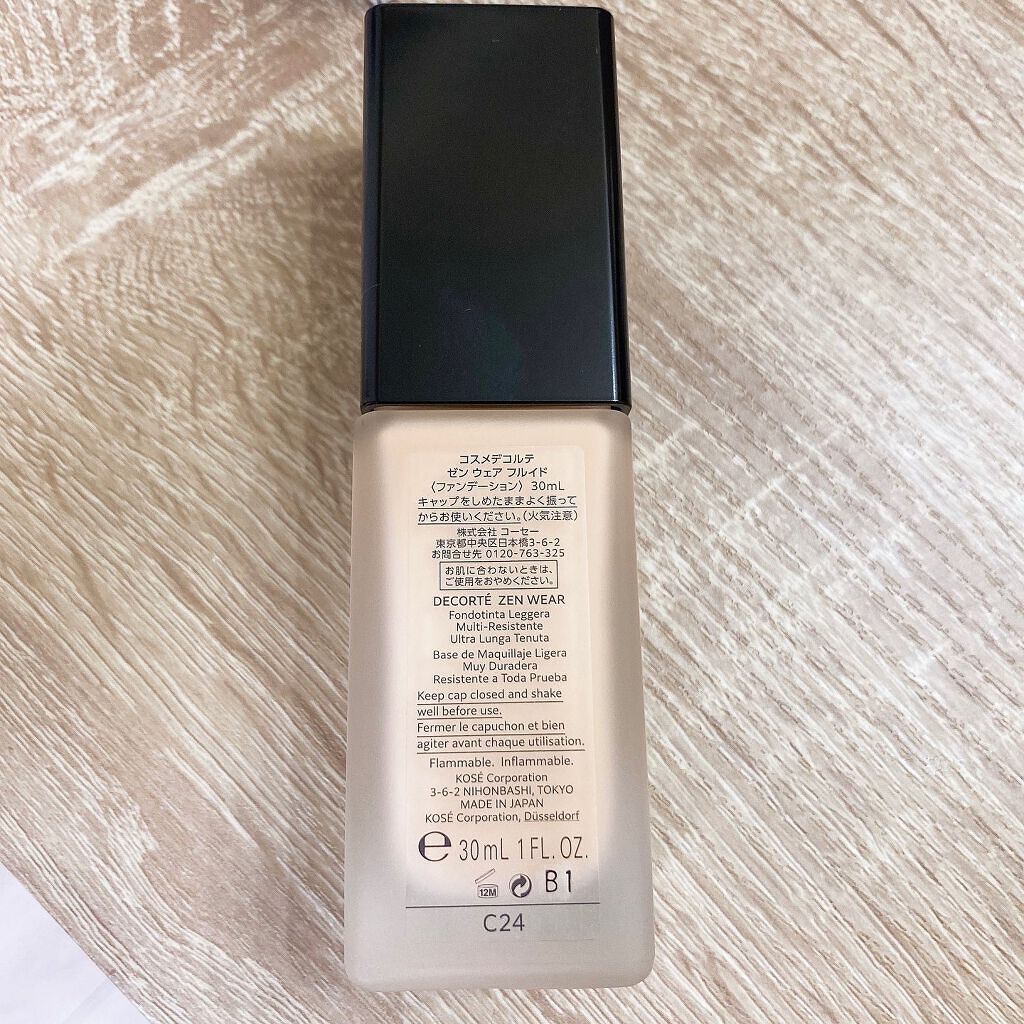 コスメデコルテ
ゼン ウェア フルイド
〈ファンデーション〉 30mL
キャップをしめたままよく振って
からお使いください。(火気注意)
株式会社 コーセー
東京都中央区日本橋3-6-2
お問合せ先 0120-763-325
お肌に合わないときは、
ご使用をおやめください。
DECORTÉ ZEN WEAR
Fondotinta Leggera
Multi-Resistente
Ultra Lunga Tenuta
Base de Maquillaje Ligera
Muy Duradera
Resistente a Toda Prueba
Keep cap closed and shake
well before use.
Fermer le capuchon et bien
agiter avant chaque utilisation.
Flammable. Inflammable.
KOSÉ Corporation
3-6-2 NIHONBASHI, TOKYO
MADE IN JAPAN
KOSÉ Corporation, Düsseldorf
℮ 30mL 1FL.OZ.
12M B1
C24